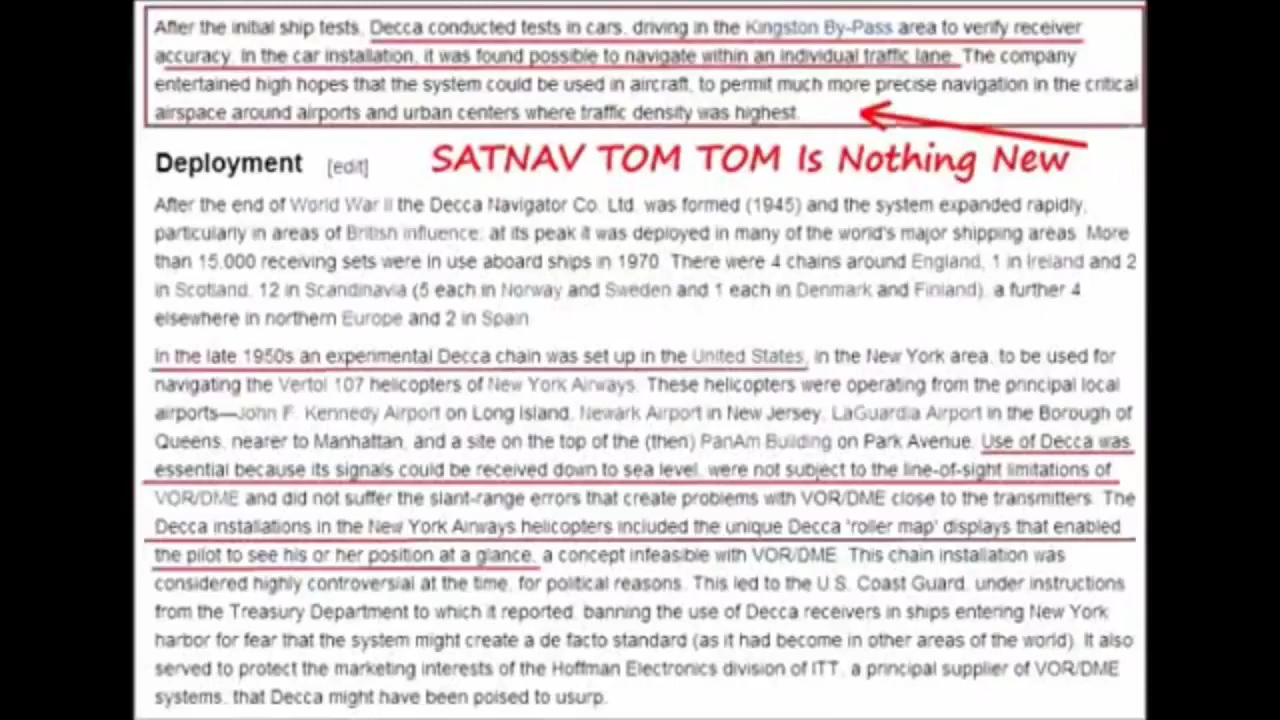 After the initial ship tests, Decca conducted tests in cars, driving in the Kingston By-Pass area to verify receiver
accuracy. In the car installation, it was found possible to navigate within an individual traffic lane. The company
entertained high hopes that the system could be used in aircraft, to permit much more precise navigation in the critical
airspace around airports and urban centers where traffic density was highest.
Deployment [edit] SATNAV TOM TOM Is Nothing New
After the end of World War II the Decca Navigator Co. Ltd. was formed (1945) and the system expanded rapidly,
particularly in areas of British influence; at its peak it was deployed in many of the world's major shipping areas. More
than 15,000 receiving sets were in use aboard ships in 1970. There were 4 chains around England, 1 in Ireland and 2
in Scotland, 12 in Scandinavia (5 each in Norway and Sweden and 1 each in Denmark and Finland), a further 4
elsewhere in northern Europe and 2 in Spain.
In the late 1950s an experimental Decca chain was set up in the United States, in the New York area, to be used for
navigating the Vertol 107 helicopters of New York Airways. These helicopters were operating from the principal local
airports—John F. Kennedy Airport on Long Island, Newark Airport in New Jersey, LaGuardia Airport in the Borough of
Queens, nearer to Manhattan, and a site on the top of the (then) PanAm Building on Park Avenue. Use of Decca was
essential because its signals could be received down to sea level, were not subject to the line-of-sight limitations of
VOR/DME and did not suffer the slant-range errors that create problems with VOR/DME close to the transmitters. The
Decca installations in the New York Airways helicopters included the unique Decca 'roller map' displays that enabled
the pilot to see his or her position at a glance, a concept infeasible with VOR/DME. This chain installation was
considered highly controversial at the time, for political reasons. This led to the U.S. Coast Guard, under instructions
from the Treasury Department to which it reported, banning the use of Decca receivers in ships entering New York
harbor for fear that the system might create a de facto standard (as it had become in other areas of the world). It also
served to protect the marketing interests of the Hoffman Electronics division of ITT, a principal supplier of VOR/DME
systems, that Decca might have been poised to usurp.